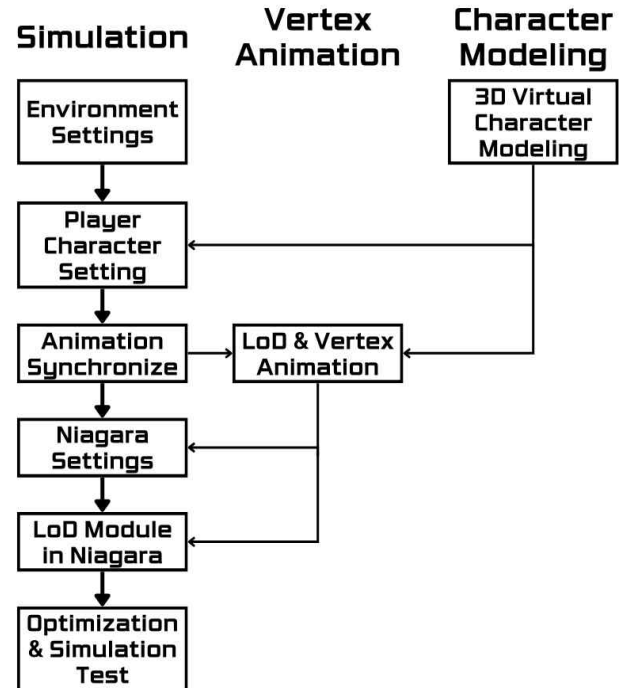 Simulation
Vertex
Animation
Character
Modeling
Environment
Settings
3D Virtual
Character
Modeling
Player
Character
Setting
Animation
Synchronize
LoD & Vertex
Animation
Niagara
Settings
LoD Module
in Niagara
Optimization
& Simulation
Test